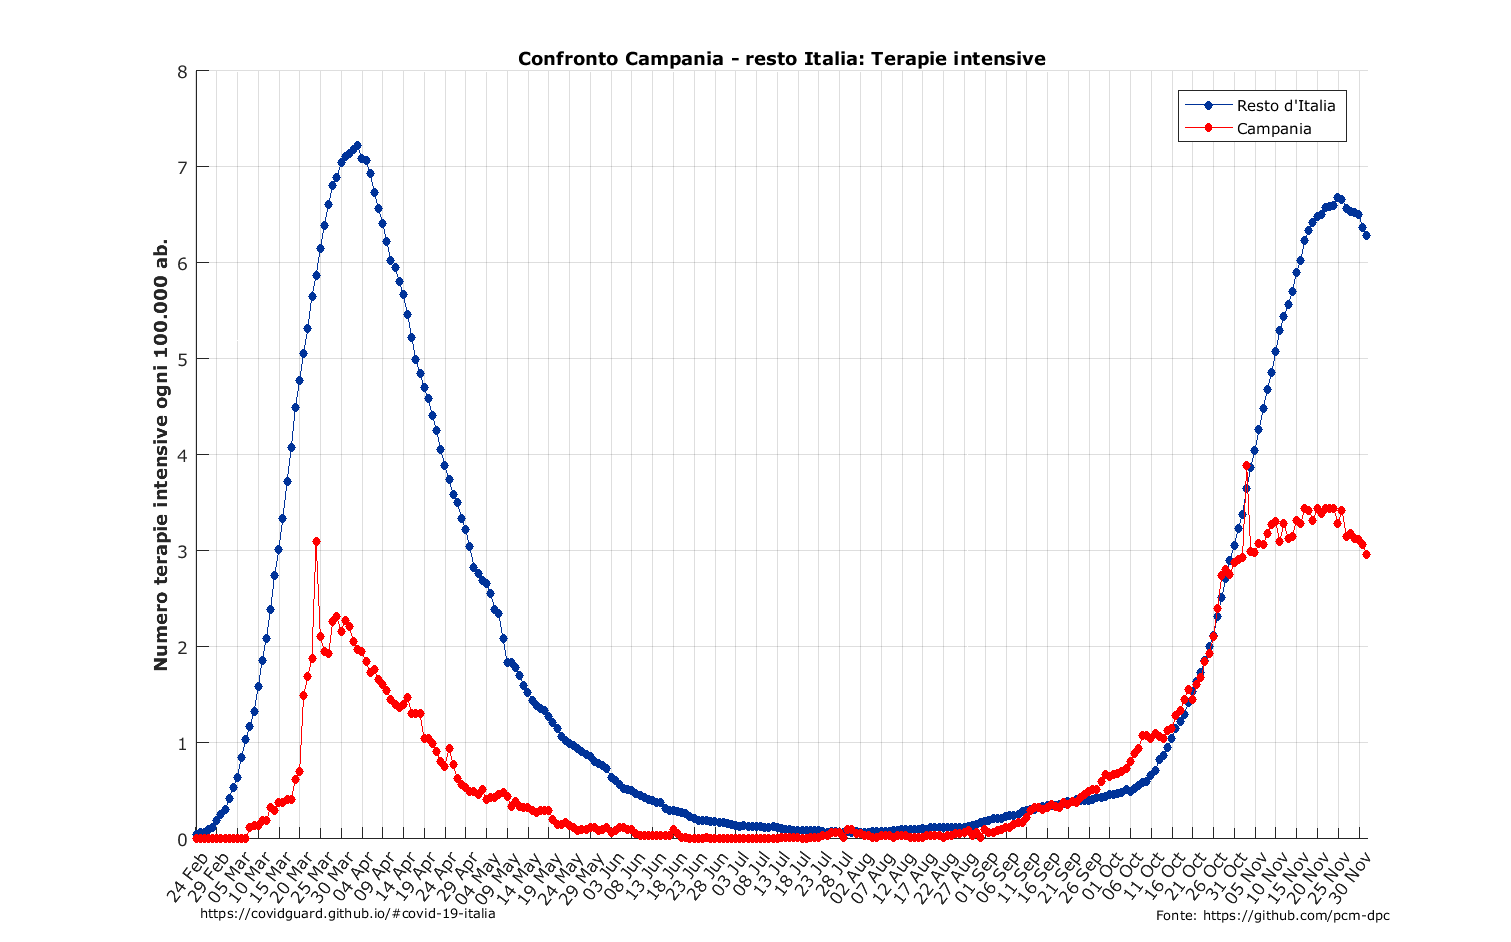 Confronto Campania - resto Italia: Terapie intensive
Resto d'Italia
Campania
Numero terapie intensive ogni 100.000 ab.
8
7
6
5
4
3
2
1
0
24 Feb
29 Feb
05 Mar
10 Mar
15 Mar
20 Mar
25 Mar
30 Mar
04 Apr
09 Apr
14 Apr
19 Apr
24 Apr
29 Apr
04 May
09 May
14 May
19 May
24 May
29 May
03 Jun
08 Jun
13 Jun
18 Jun
23 Jun
28 Jun
03 Jul
08 Jul
13 Jul
18 Jul
23 Jul
28 Jul
02 Aug
07 Aug
12 Aug
17 Aug
22 Aug
27 Aug
01 Sep
06 Sep
11 Sep
16 Sep
21 Sep
26 Sep
01 Oct
06 Oct
11 Oct
16 Oct
21 Oct
26 Oct
31 Oct
05 Nov
10 Nov
15 Nov
20 Nov
25 Nov
30 Nov
https://covidguard.github.io/#covid-19-italia
Fonte: https://github.com/pcm-dpc